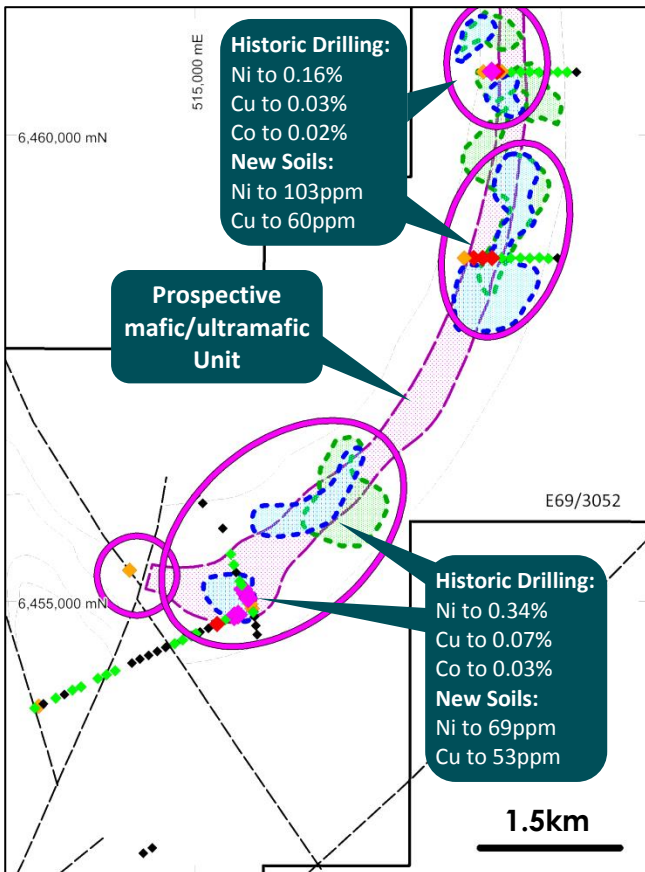 515,000 mE
Historic Drilling:
Ni to 0.16%
Cu to 0.03%
Co to 0.02%
New Soils:
Ni to 103ppm
Cu to 60ppm
6,460,000 mN
Prospective
mafic/ultramafic
Unit
E69/3052
Historic Drilling:
Ni to 0.34%
Cu to 0.07%
Co to 0.03%
New Soils:
Ni to 69ppm
Cu to 53ppm
6,455,000 mN
1.5km